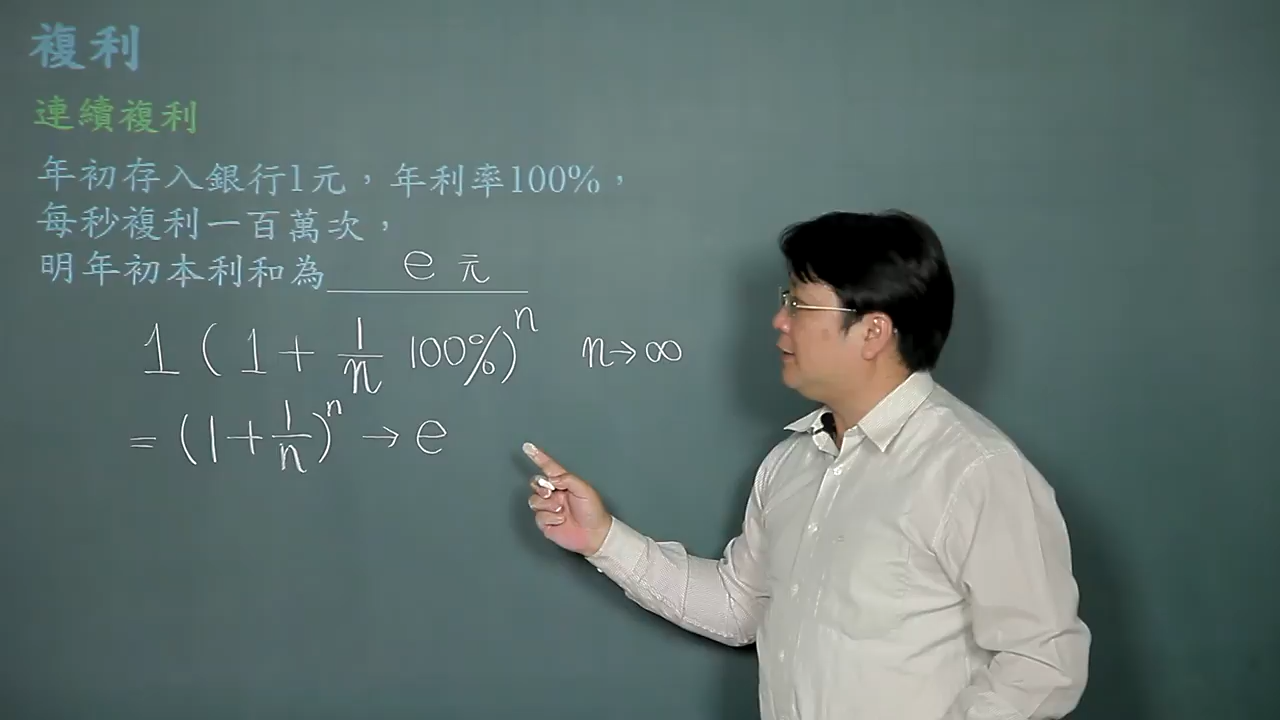 複利
連續複利
年初存入銀行1元，年利率100%，
每秒複利一百萬次，
明年初本利和為 e 元
1 ( 1 + 1/n 100% )^n n→∞
= ( 1 + 1/n )^n → e